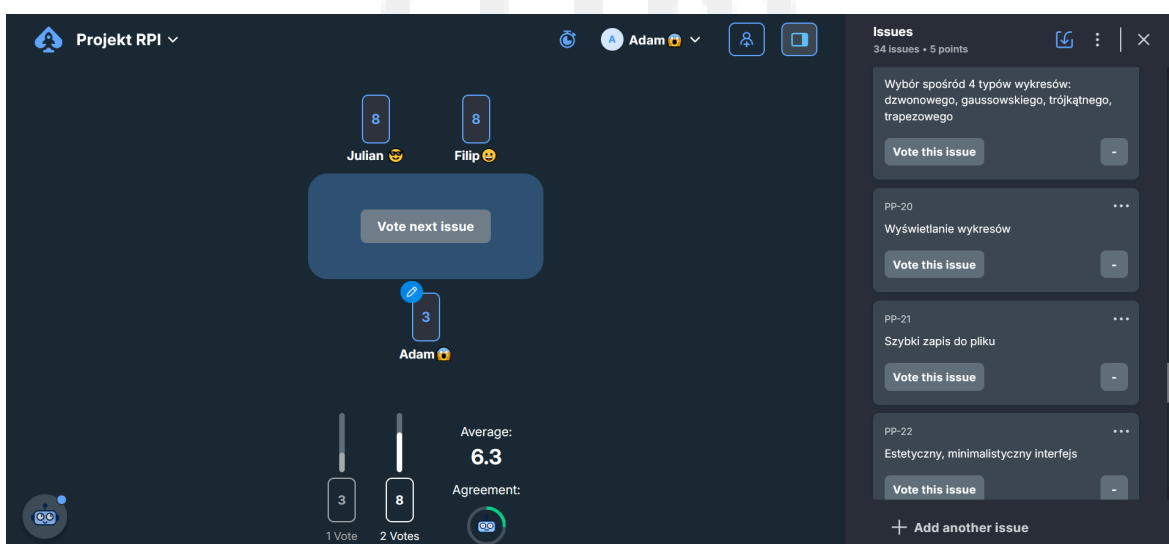 Projekt RPI
A
Adam 😱
8
8
Julian 🤓
Filip 😀
Vote next issue
3
Adam 😱
3
8
1 Vote
2 Votes
Average:
6.3
Agreement:
Issues
34 issues • 5 points
Wybór spośród 4 typów wykresów:
dzwonowego, gaussowskiego, trójkątnego,
trapezowego
Vote this issue
-
PP-20
Wyświetlanie wykresów
Vote this issue
-
PP-21
Szybki zapis do pliku
Vote this issue
-
PP-22
Estetyczny, minimalistyczny interfejs
Vote this issue
-
Add another issue